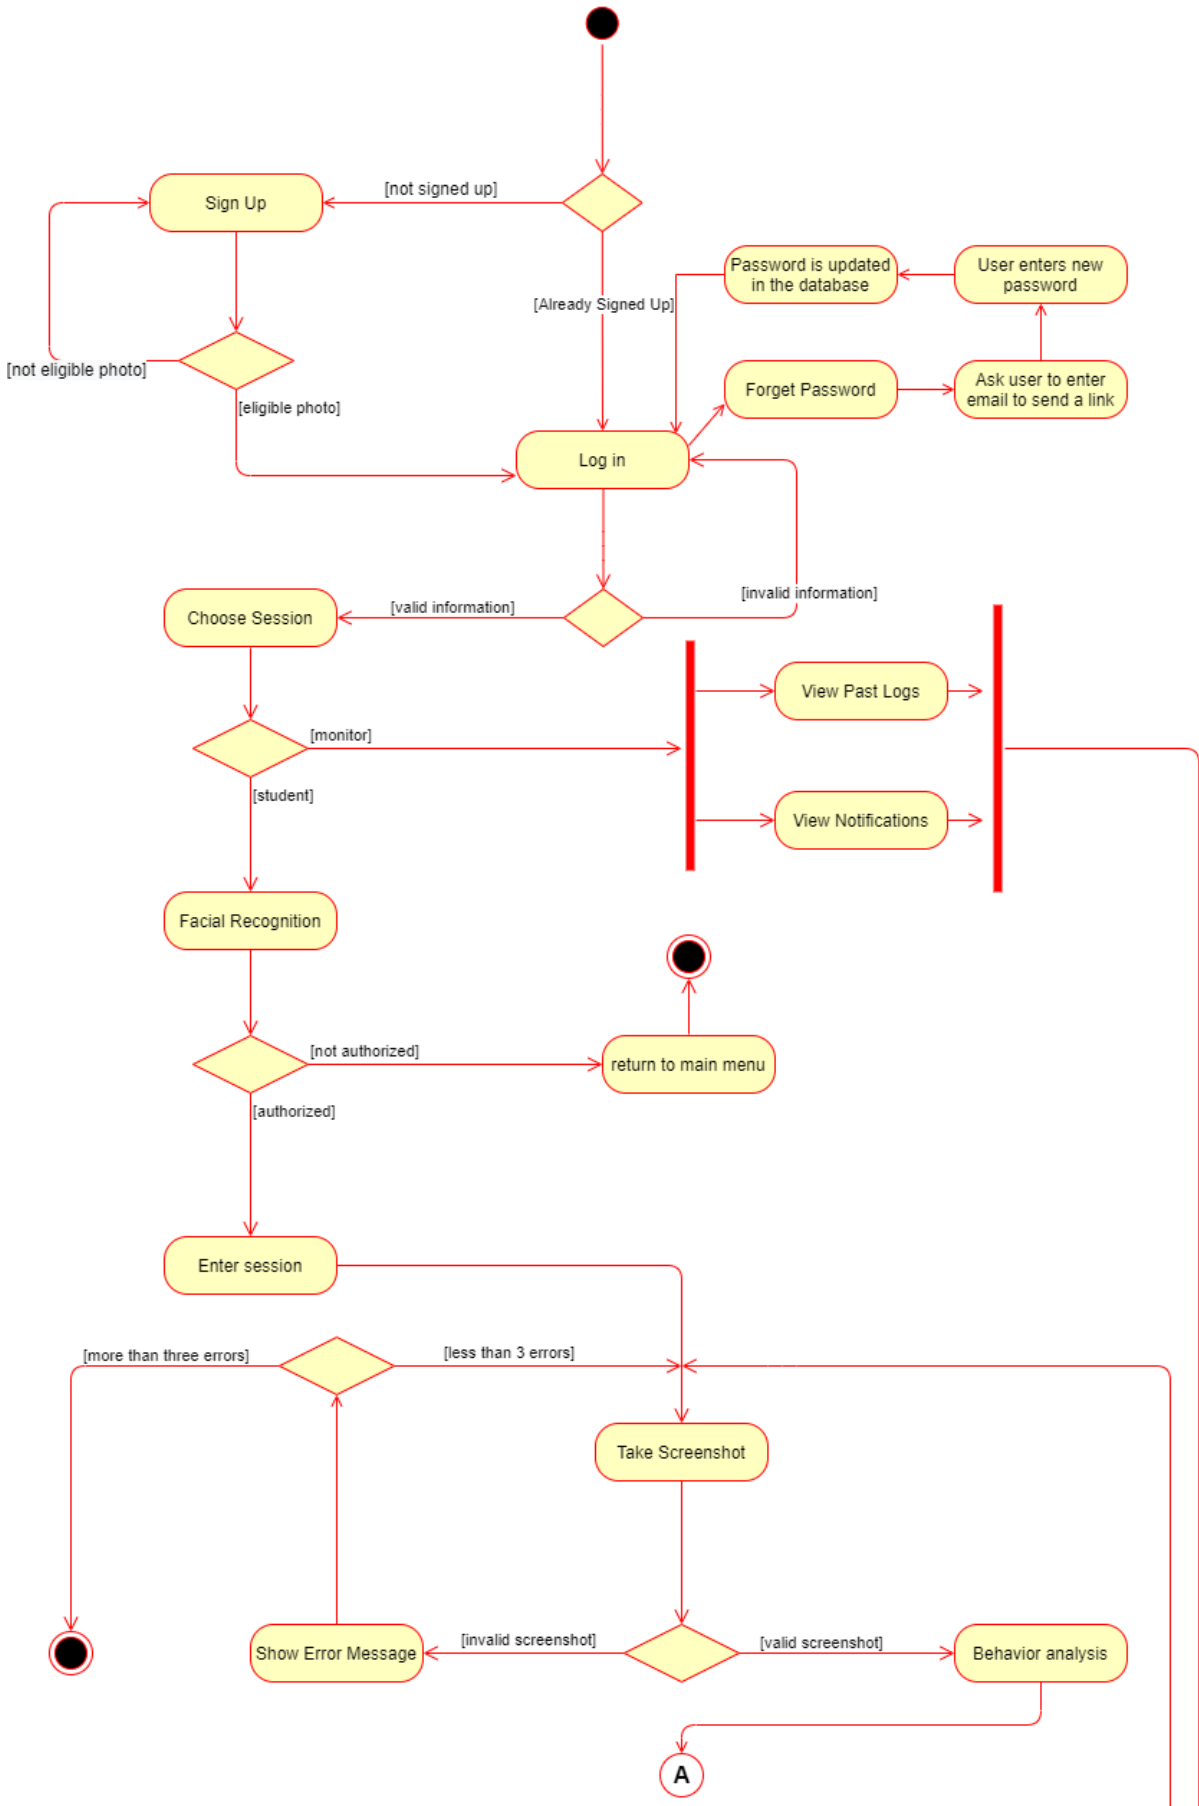 [not signed up]
Sign Up
Password is updated
in the database
User enters new
password
[Already Signed Up]
[not eligible photo]
Forget Password
Ask user to enter
email to send a link
[eligible photo]
Log in
[invalid information]
[valid information]
Choose Session
View Past Logs
[monitor]
[student]
View Notifications
Facial Recognition
[not authorized]
return to main menu
[authorized]
Enter session
[more than three errors]
[less than 3 errors]
Take Screenshot
[invalid screenshot]
[valid screenshot]
Show Error Message
Behavior analysis
A